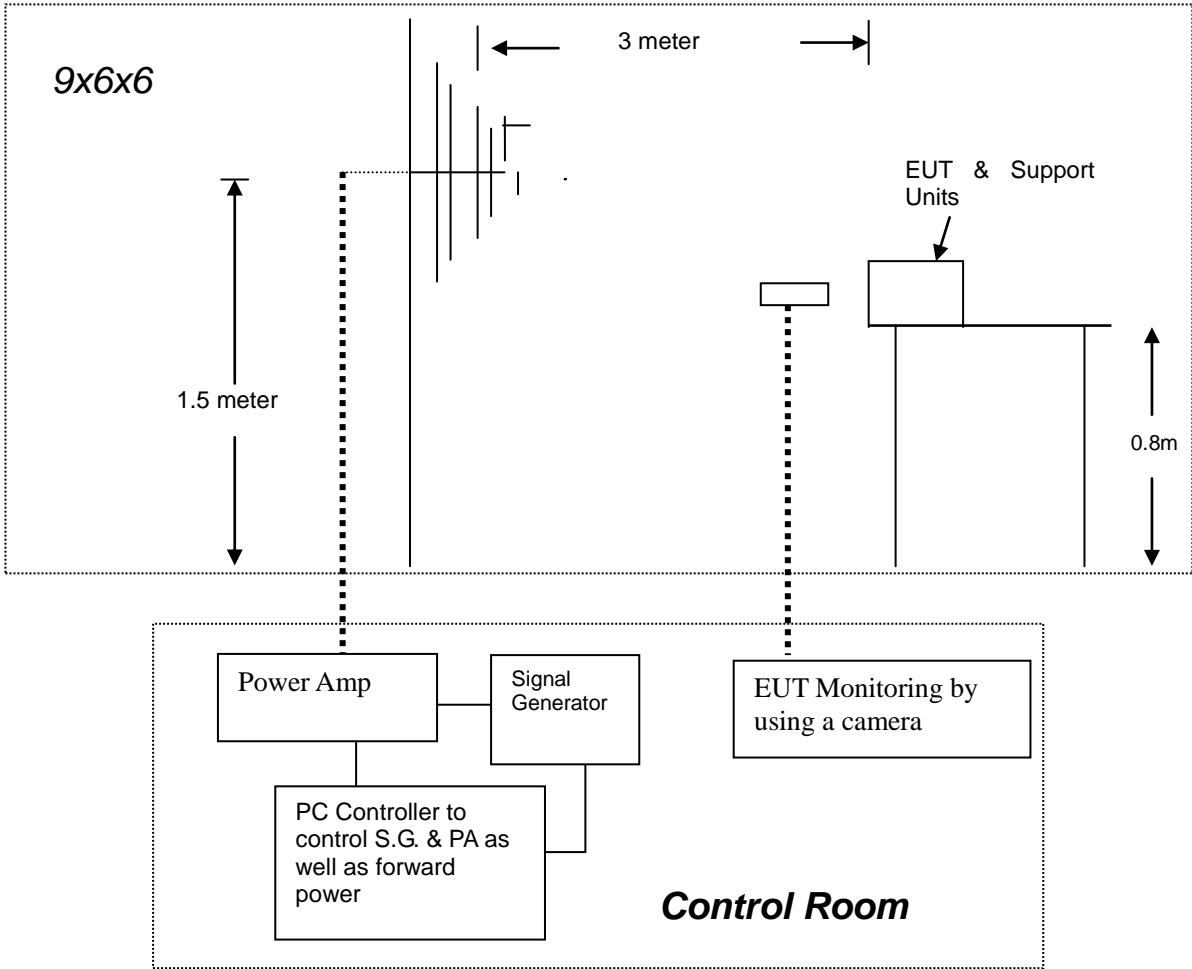 3 meter
9x6x6
EUT & Support
Units
1.5 meter
0.8m
Power Amp
Signal
Generator
EUT Monitoring by
using a camera
PC Controller to
control S.G. & PA as
well as forward
power
Control Room